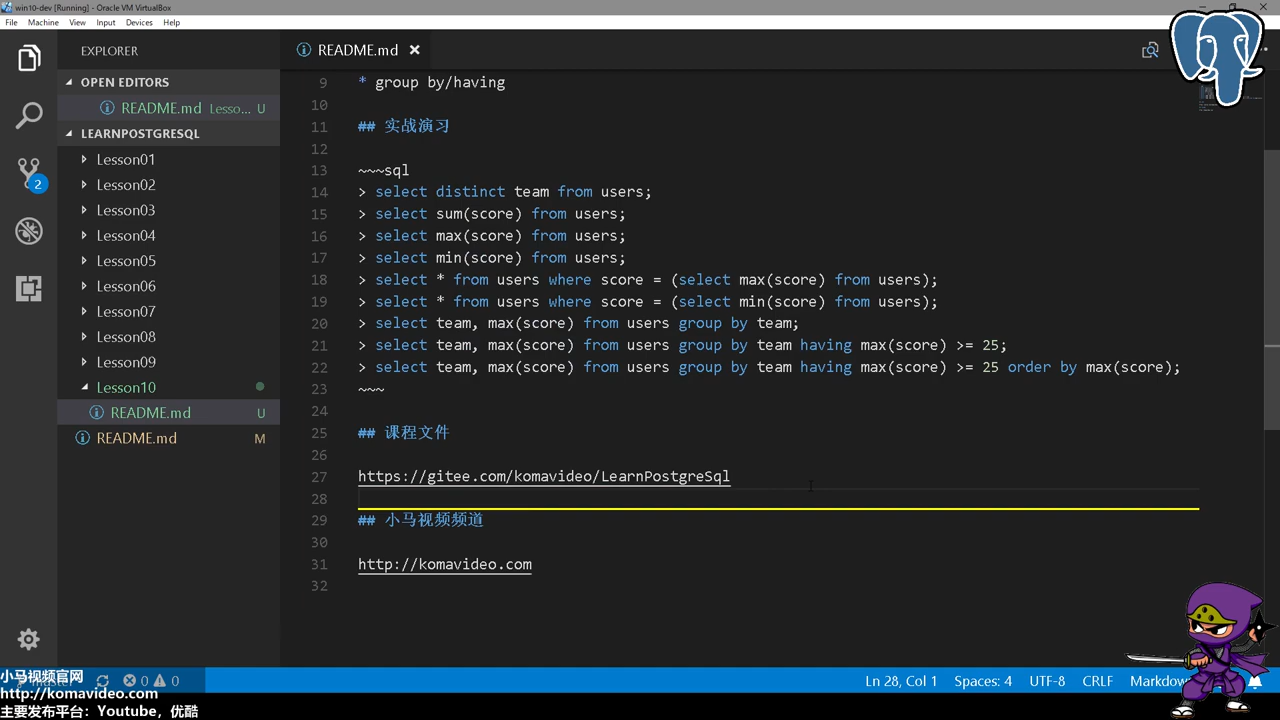 win10-dev [Running] - Oracle VM VirtualBox
File Machine View Input Devices Help
EXPLORER
OPEN EDITORS
README.md Lesso... U
LEARNPOSTGRESQL
Lesson01
Lesson02
Lesson03
Lesson04
Lesson05
Lesson06
Lesson07
Lesson08
Lesson09
Lesson10
README.md U
README.md M
2
README.md
9 * group by/having
10
11 ## 实战演习
12
13 ~~~sql
14 > select distinct team from users;
15 > select sum(score) from users;
16 > select max(score) from users;
17 > select min(score) from users;
18 > select * from users where score = (select max(score) from users);
19 > select * from users where score = (select min(score) from users);
20 > select team, max(score) from users group by team;
21 > select team, max(score) from users group by team having max(score) >= 25;
22 > select team, max(score) from users group by team having max(score) >= 25 order by max(score);
23 ~~~
24
25 ## 课程文件
26
27 https://gitee.com/komavideo/LearnPostgreSql
28
29 ## 小马视频频道
30
31 http://komavideo.com
32
小马视频官网
http://komavideo.com
主要发布平台：Youtube，优酷
0 0
Ln 28, Col 1 Spaces: 4 UTF-8 CRLF